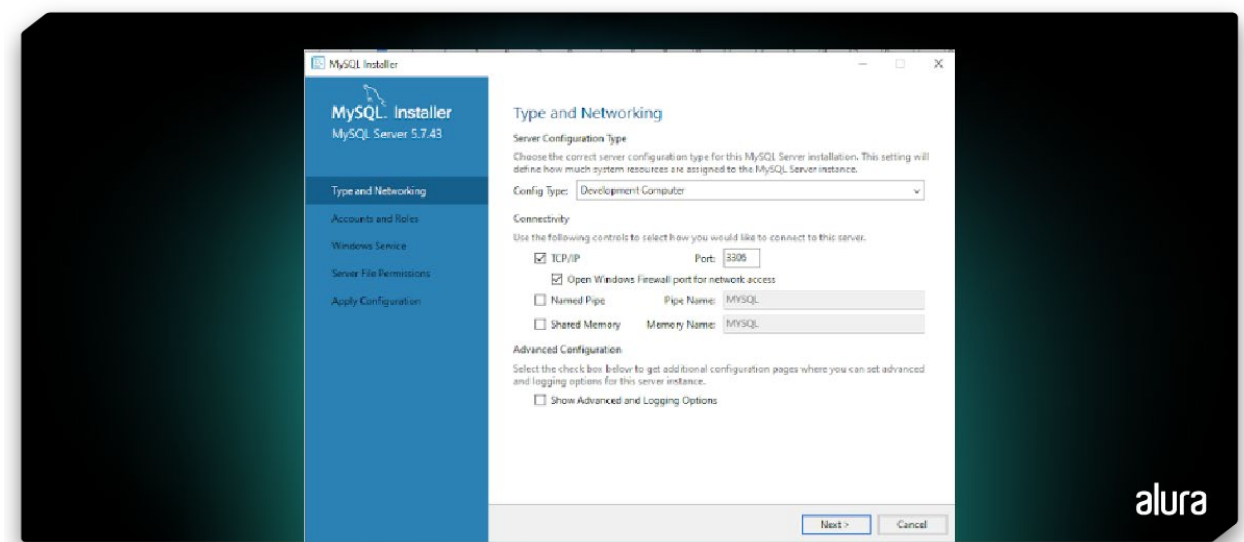 MySQL Installer
MySQL. Installer
MySQL Server 5.7.43
Type and Networking
Accounts and Roles
Windows Service
Server File Permissions
Apply Configuration
Type and Networking
Server Configuration Type
Choose the correct server configuration type for this MySQL Server installation. This setting will
define how much system resources are assigned to the MySQL Server instance.
Config Type: Development Computer
Connectivity
Use the following controls to select how you would like to connect to this server.
TCP/IP Port: 3306
Open Windows Firewall port for network access
Named Pipe Pipe Name: MYSQL
Shared Memory Memory Name: MYSQL
Advanced Configuration
Select the check box below to get additional configuration pages where you can set advanced
and logging options for this server instance.
Show Advanced and Logging Options
Next > Cancel
alura